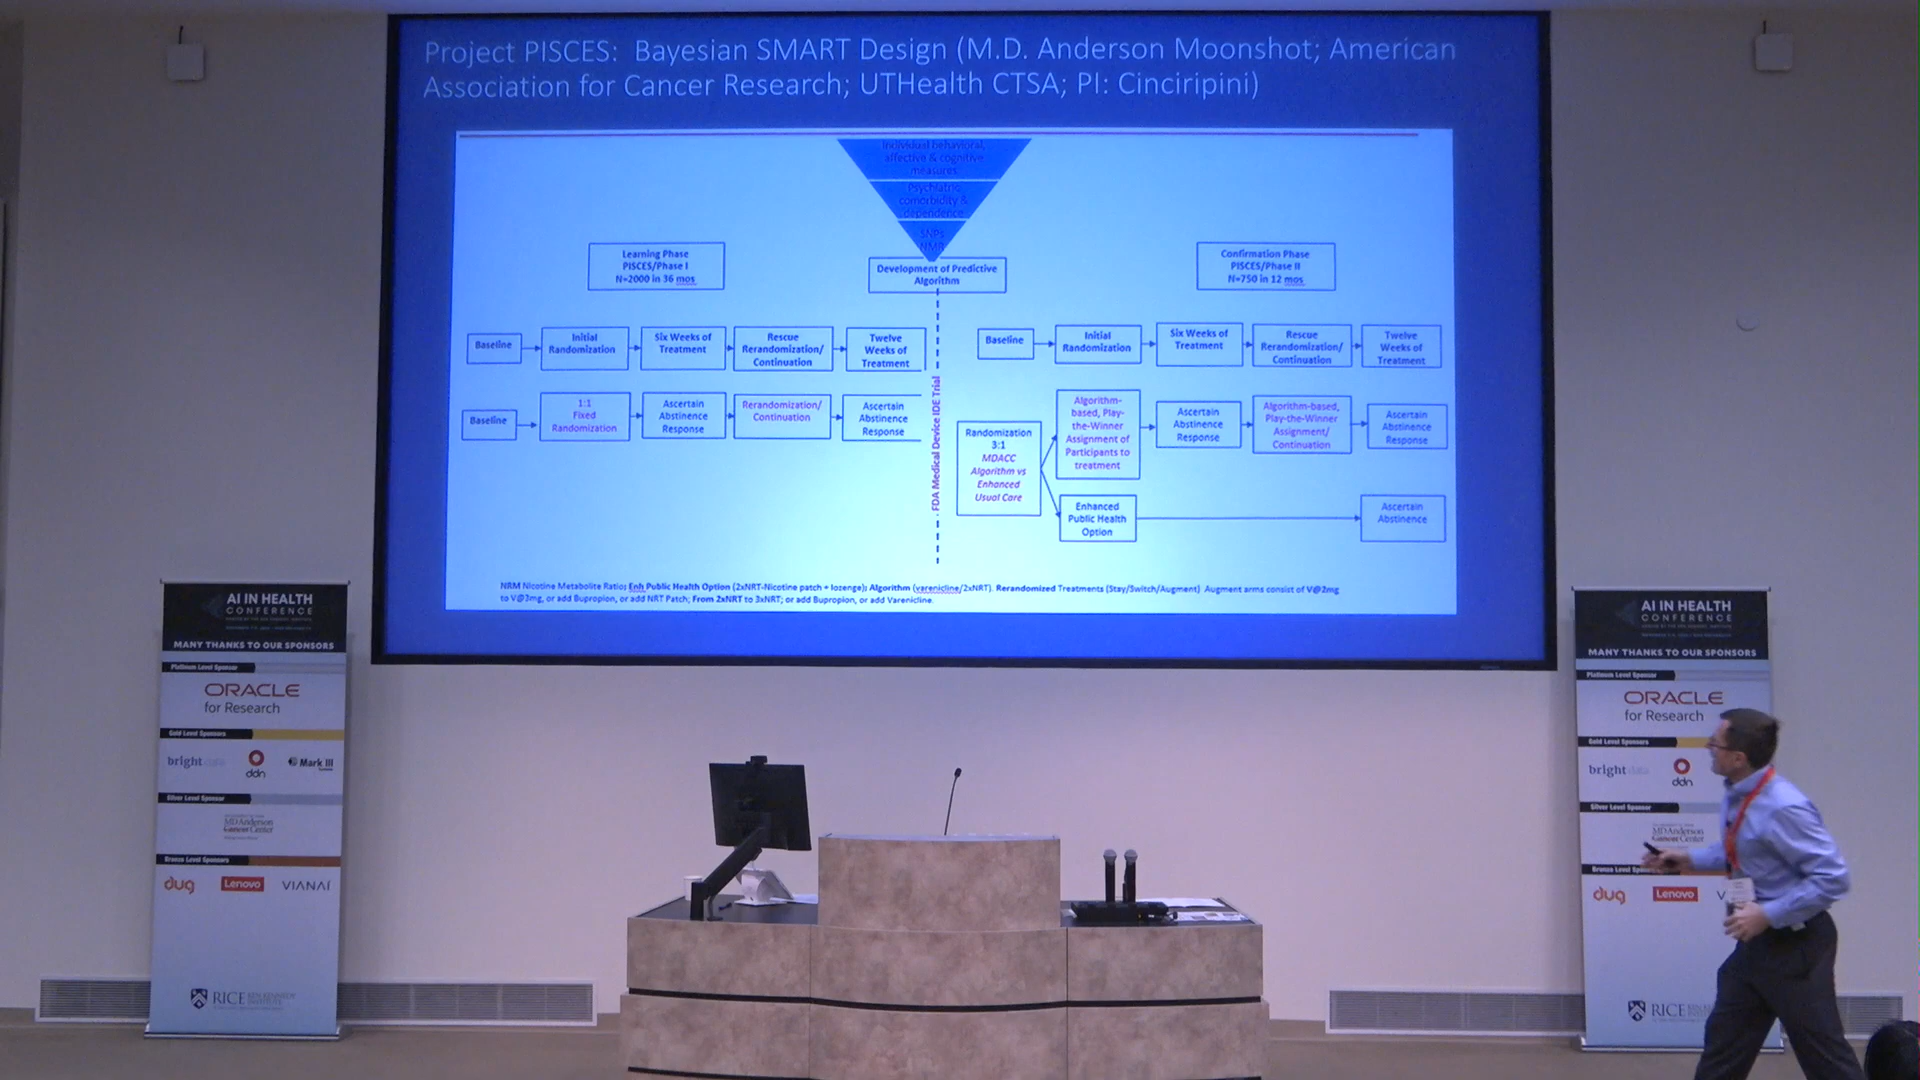 Project PISCES: Bayesian SMART Design (M.D. Anderson Moonshot; American
Association for Cancer Research; UTHealth CTSA; PI: Cinciripini)
Individual behavioral,
affective & cognitive
measures
Psychiatric
comorbidity &
dependence
SNPs
NMR
Learning Phase
PISCES/Phase I
N=2000 in 36 mos
Development of Predictive
Algorithm
Confirmation Phase
PISCES/Phase II
N=750 in 12 mos
Baseline
Initial
Randomization
Six Weeks of
Treatment
Rescue
Rerandomization/
Continuation
Twelve
Weeks of
Treatment
Baseline
1:1
Fixed
Randomization
Ascertain
Abstinence
Response
Rerandomization/
Continuation
Ascertain
Abstinence
Response
FDA Medical Device IDE Trial
Baseline
Initial
Randomization
Six Weeks of
Treatment
Rescue
Rerandomization/
Continuation
Twelve
Weeks of
Treatment
Randomization
3:1
MDACC
Algorithm vs
Enhanced
Usual Care
Algorithm-
based, Play-
the-Winner
Assignment of
Participants to
treatment
Ascertain
Abstinence
Response
Algorithm-based,
Play-the-Winner
Assignment/
Continuation
Ascertain
Abstinence
Response
Enhanced
Public Health
Option
Ascertain
Abstinence
NRM Nicotine Metabolite Ratio; Enh Public Health Option (2xNRT-Nicotine patch + lozenge); Algorithm (varenicline/2xNRT). Rerandomized Treatments (Stay/Switch/Augment) Augment arms consist of V@2mg
to V@3mg, or add Bupropion, or add NRT Patch; From 2xNRT to 3xNRT; or add Bupropion, or add Varenicline.
AI IN HEALTH
CONFERENCE
MANY THANKS TO OUR SPONSORS
Platinum Level Sponsor
ORACLE
for Research
Gold Level Sponsors
bright
ddn
Mark III
Silver Level Sponsor
MDAnderson
Cancer Center
Bronze Level Sponsors
dug
Lenovo
VIANAI
RICE KEN KENNEDY
INSTITUTE
AI IN HEALTH
CONFERENCE
MANY THANKS TO OUR SPONSORS
Platinum Level Sponsor
ORACLE
for Research
Gold Level Sponsors
bright
ddn
Silver Level Sponsor
MDAnderson
Cancer Center
Bronze Level
dug
Lenovo
V
RICE